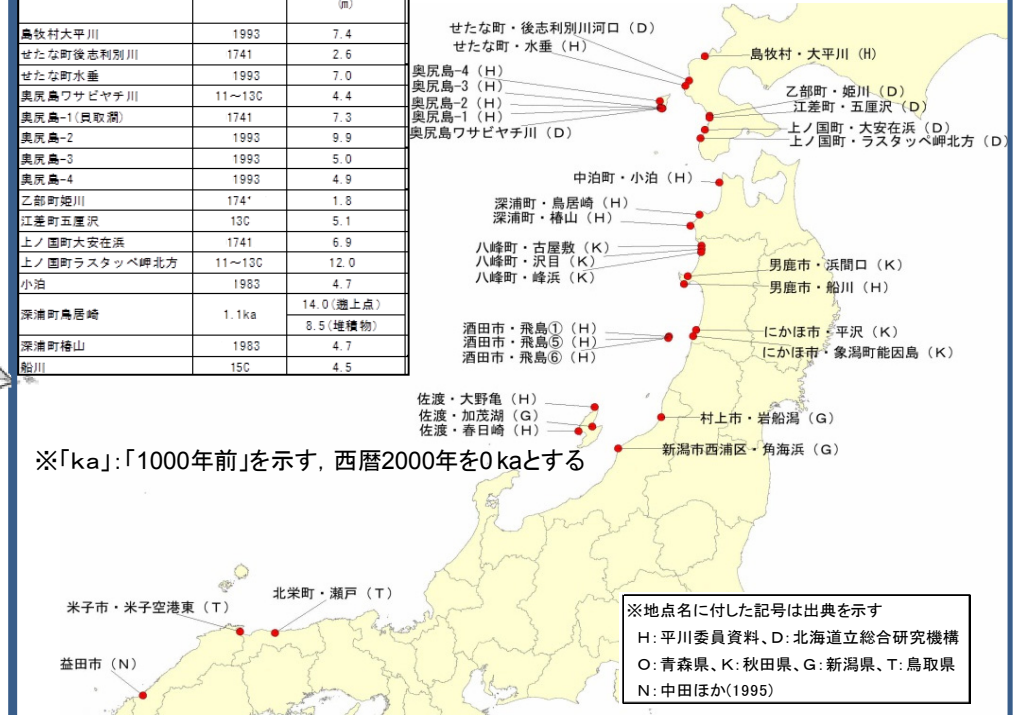 (m)
島牧村大平川 1993 7.4
せたな町後志利別川 1741 2.6
せたな町水垂 1993 7.0
奥尻島ワサビヤチ川 11～13C 4.4
奥尻島-1(貝取澗) 1741 7.3
奥尻島-2 1993 9.9
奥尻島-3 1993 5.0
奥尻島-4 1993 4.9
乙部町姫川 174' 1.8
江差町五厘沢 13C 5.1
上ノ国町大安在浜 1741 6.9
上ノ国町ラスタッペ岬北方 11～13C 12.0
小泊 1983 4.7
深浦町鳥居崎 1.1ka 14.0(遡上点)
8.5(堆積物)
深浦町椿山 1983 4.7
船川 15C 4.5
せたな町・後志利別川河口(D)
せたな町・水垂(H)
奥尻島-4(H)
奥尻島-3(H)
奥尻島-2(H)
奥尻島-1(H)
奥尻島ワサビヤチ川(D)
島牧村・大平川(H)
乙部町・姫川(D)
江差町・五厘沢(D)
上ノ国町・大安在浜(D)
上ノ国町・ラスタッペ岬北方(D)
中泊町・小泊(H)
深浦町・鳥居崎(H)
深浦町・椿山(H)
八峰町・古屋敷(K)
八峰町・沢目(K)
八峰町・峰浜(K)
男鹿市・浜間口(K)
男鹿市・船川(H)
酒田市・飛島①(H)
酒田市・飛島⑤(H)
酒田市・飛島⑥(H)
にかほ市・平沢(K)
にかほ市・象潟町能因島(K)
佐渡・大野亀(H)
佐渡・加茂湖(G)
佐渡・春日崎(H)
村上市・岩船潟(G)
新潟市西浦区・角海浜(G)
※「ka」:「1000年前」を示す, 西暦2000年を0kaとする
米子市・米子空港東(T)
北栄町・瀬戸(T)
益田市(N)
※地点名に付した記号は出典を示す
H:平川委員資料、D:北海道立総合研究機構
O:青森県、K:秋田県、G:新潟県、T:鳥取県
N:中田ほか(1995)